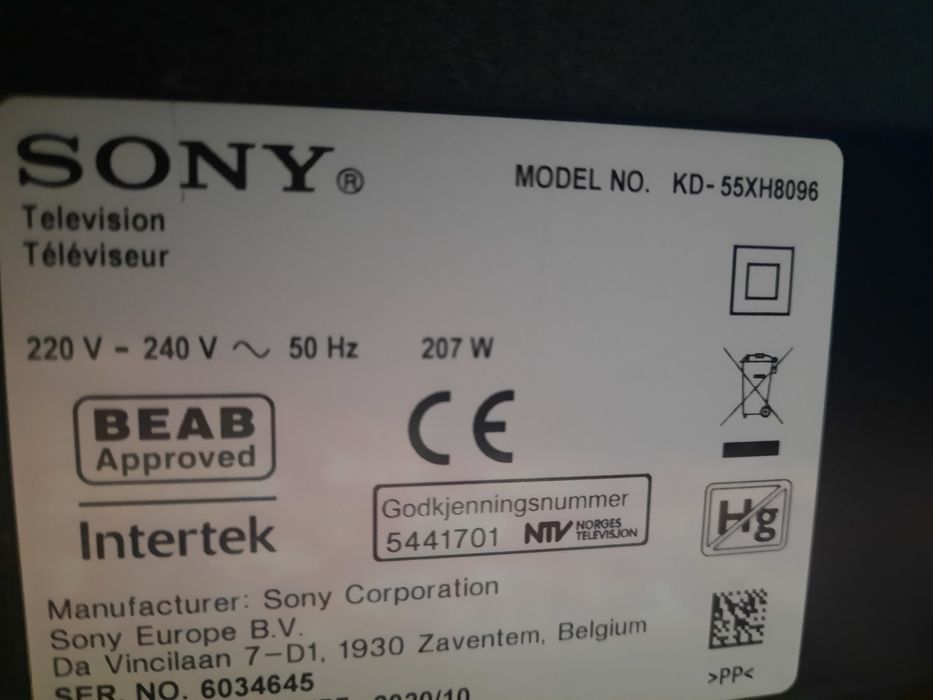 SONY®
MODEL NO. KD-55XH8096
Television
Téléviseur
220 V - 240 V ~ 50 Hz 207 W
BEAB
Approved
CE
Intertek
Godkjenningsnummer
5441701 NTV NORGES TELEVISJON
Hg
Manufacturer: Sony Corporation
Sony Europe B.V.
Da Vincilaan 7-D1, 1930 Zaventem, Belgium
SER. NO. 6034645
2020/10
>PP<